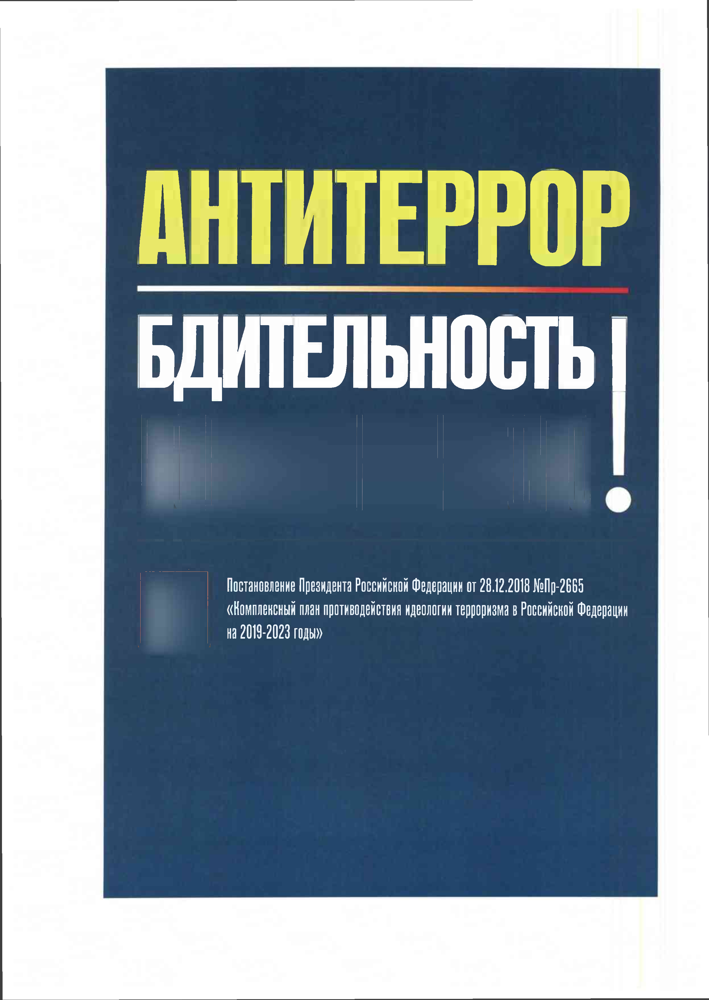 АНТИТЕРРОР
БДИТЕЛЬНОСТЬ!
Постановление Президента Российской Федерации от 28.12.2018 №Пр-2665
«Комплексный план противодействия идеологии терроризма в Российской Федерации
на 2019-2023 годы»